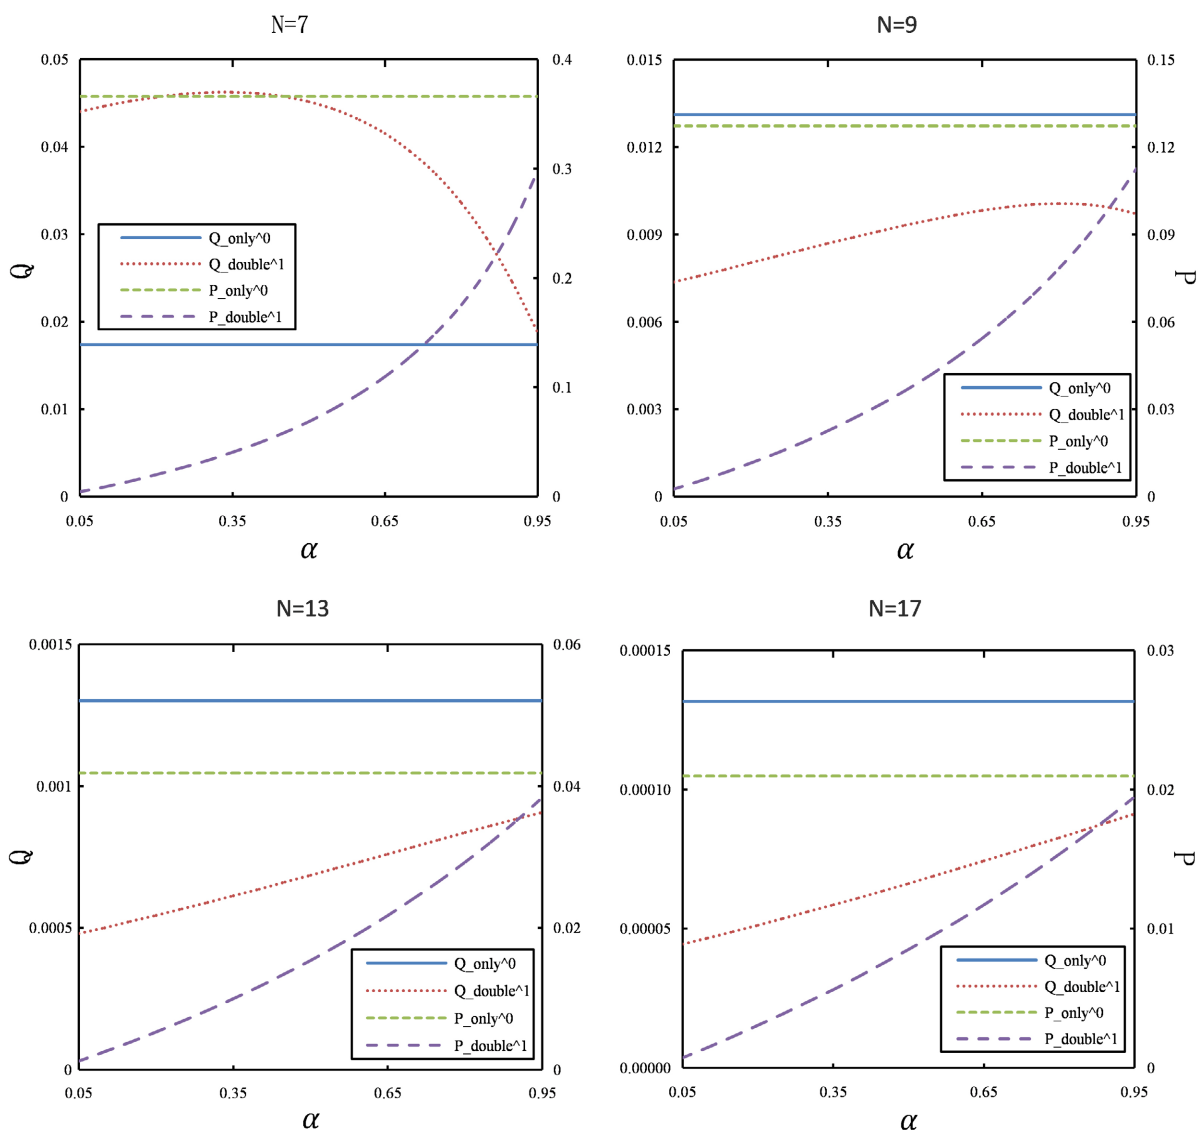 N=7
0.05
0.04
0.03
0.02
0.01
0
0.4
0.3
0.2
0.1
0
Q
Q_only^0
Q_double^1
P_only^0
P_double^1
0.05 0.35 0.65 0.95
α
N=9
0.015
0.012
0.009
0.006
0.003
0.000
0.15
0.12
0.09
0.06
0.03
0
P
Q_only^0
Q_double^1
P_only^0
P_double^1
0.05 0.35 0.65 0.95
α
N=13
0.0015
0.001
0.0005
0
0.06
0.04
0.02
0
Q
Q_only^0
Q_double^1
P_only^0
P_double^1
0.05 0.35 0.65 0.95
α
N=17
0.00015
0.00010
0.00005
0.00000
0.03
0.02
0.01
0
P
Q_only^0
Q_double^1
P_only^0
P_double^1
0.05 0.35 0.65 0.95
α